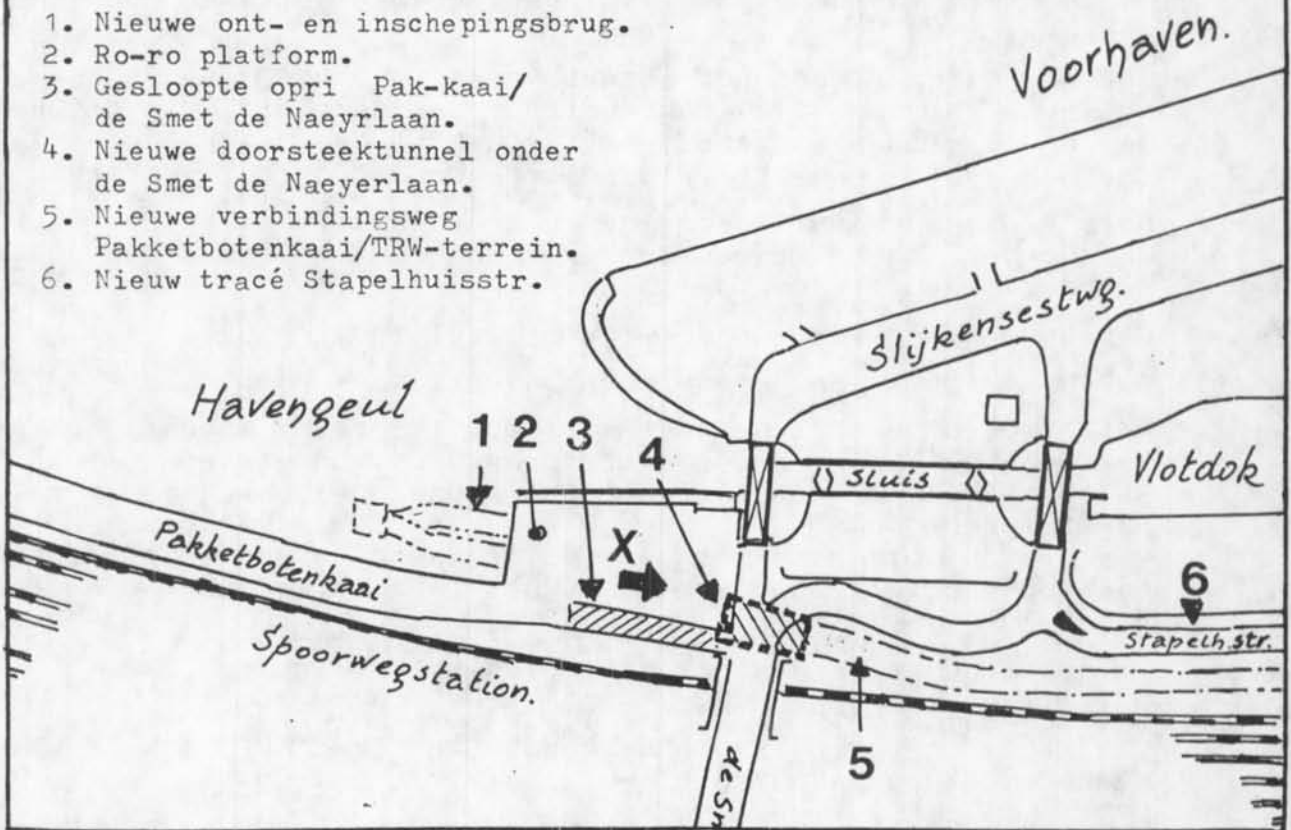 1. Nieuwe ont- en inschepingsbrug.
2. Ro-ro platform.
3. Gesloopte opri Pak-kaai/
de Smet de Naeyrlaan.
4. Nieuwe doorsteektunnel onder
de Smet de Naeyerlaan.
5. Nieuwe verbindingsweg
Pakketbotenkaai/TRW-terrein.
6. Nieuw tracé Stapelhuisstr.
Voorhaven.
Slijkensestwg.
Havengeul
1 2 3 4
sluis
Vlotdok
X
Pakketbotenkaai
6
Stapelh.str.
Spoorwegstation.
5
de Sm